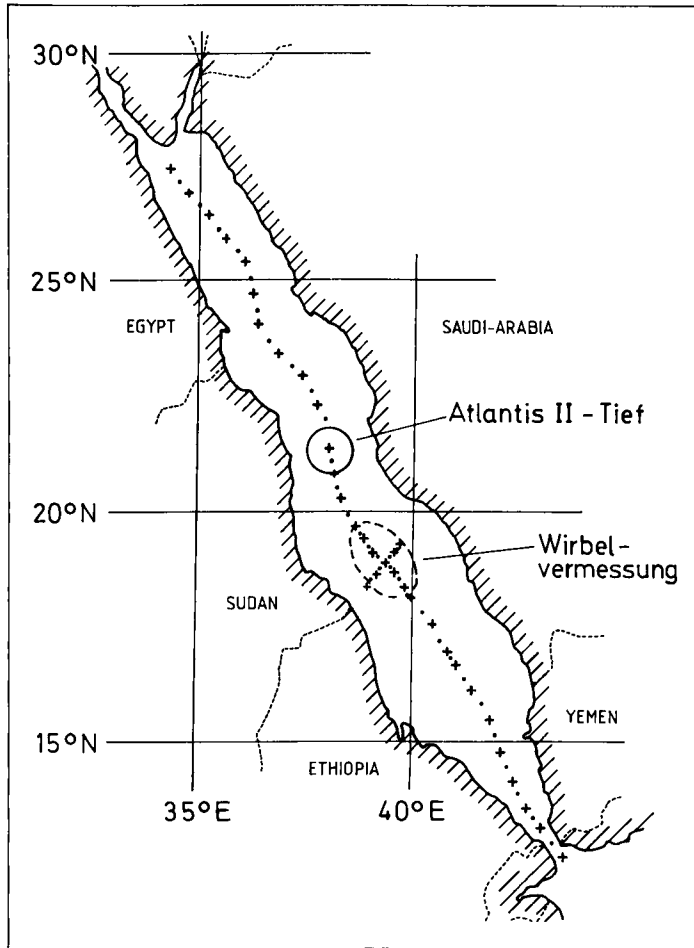 30°N
25°N
EGYPT
SAUDI-ARABIA
Atlantis II - Tief
20°N
Wirbel-
vermessung
SUDAN
YEMEN
15°N
ETHIOPIA
35°E
40°E